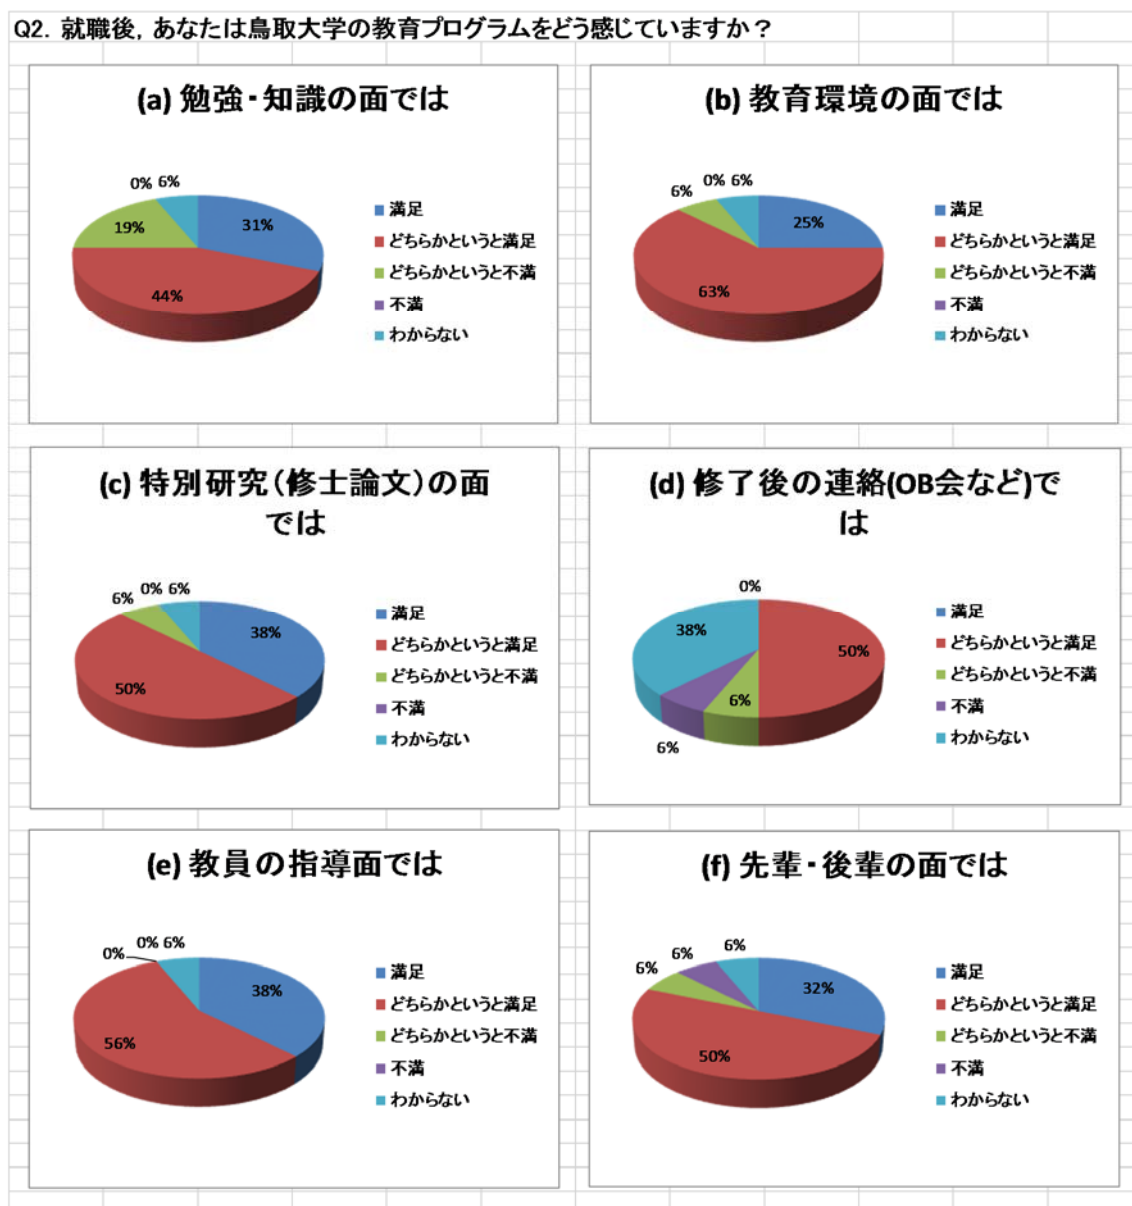 Q2. 就職後, あなたは鳥取大学の教育プログラムをどう感じていますか？
(a) 勉強・知識の面では
0% 6%
19%
31%
44%
満足
どちらかというと満足
どちらかというと不満
不満
わからない
(b) 教育環境の面では
6%
0% 6%
25%
63%
満足
どちらかというと満足
どちらかというと不満
不満
わからない
(c) 特別研究（修士論文）の面
では
6%
0% 6%
38%
50%
満足
どちらかというと満足
どちらかというと不満
不満
わからない
(d) 修了後の連絡(OB会など)で
は
0%
38%
50%
6%
6%
満足
どちらかというと満足
どちらかというと不満
不満
わからない
(e) 教員の指導面では
0%
0% 6%
38%
56%
満足
どちらかというと満足
どちらかというと不満
不満
わからない
(f) 先輩・後輩の面では
6%
6%
6%
32%
50%
満足
どちらかというと満足
どちらかというと不満
不満
わからない